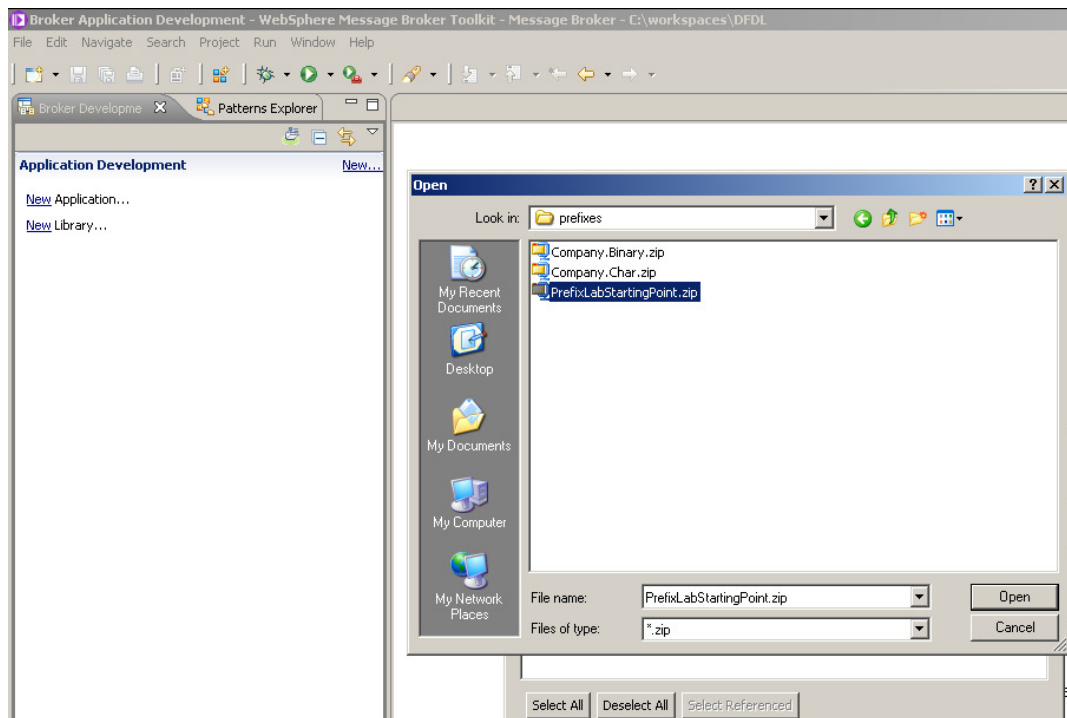 Broker Application Development - WebSphere Message Broker Toolkit - Message Broker - E:\workspaces\DFDL
File Edit Navigate Search Project Run Window Help
Broker Developme Patterns Explorer
Application Development New...
New Application...
New Library...
Open
Look in: prefixes
Company.Binary.zip
Company.Char.zip
PrefixLabStartingPoint.zip
My Recent
Documents
Desktop
My Documents
My Computer
My Network
Places
File name: PrefixLabStartingPoint.zip Open
Files of type: *.zip Cancel
Select All Deselect All Select Referenced